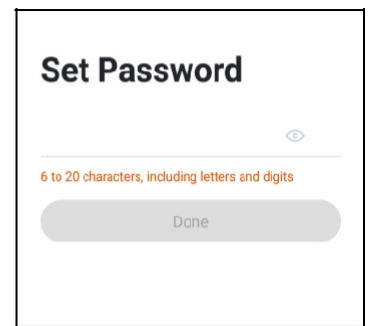 Set Password
6 to 20 characters, including letters and digits
Done